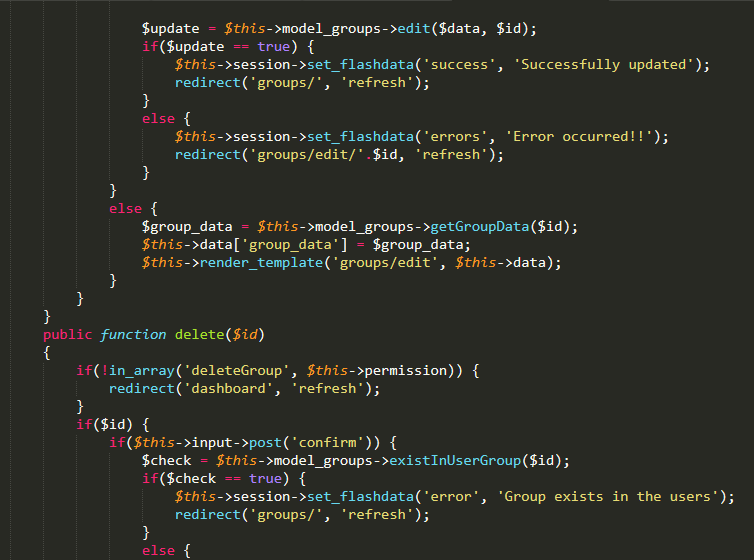 $update = $this->model_groups->edit($data, $id);
if($update == true) {
$this->session->set_flashdata('success', 'Successfully updated');
redirect('groups/', 'refresh');
}
else {
$this->session->set_flashdata('errors', 'Error occurred!!');
redirect('groups/edit/'.$id, 'refresh');
}
}
else {
$group_data = $this->model_groups->getGroupData($id);
$this->data['group_data'] = $group_data;
$this->render_template('groups/edit', $this->data);
}
}
}
public function delete($id)
{
if(!in_array('deleteGroup', $this->permission)) {
redirect('dashboard', 'refresh');
}
if($id) {
if($this->input->post('confirm')) {
$check = $this->model_groups->existInUserGroup($id);
if($check == true) {
$this->session->set_flashdata('error', 'Group exists in the users');
redirect('groups/', 'refresh');
}
else {